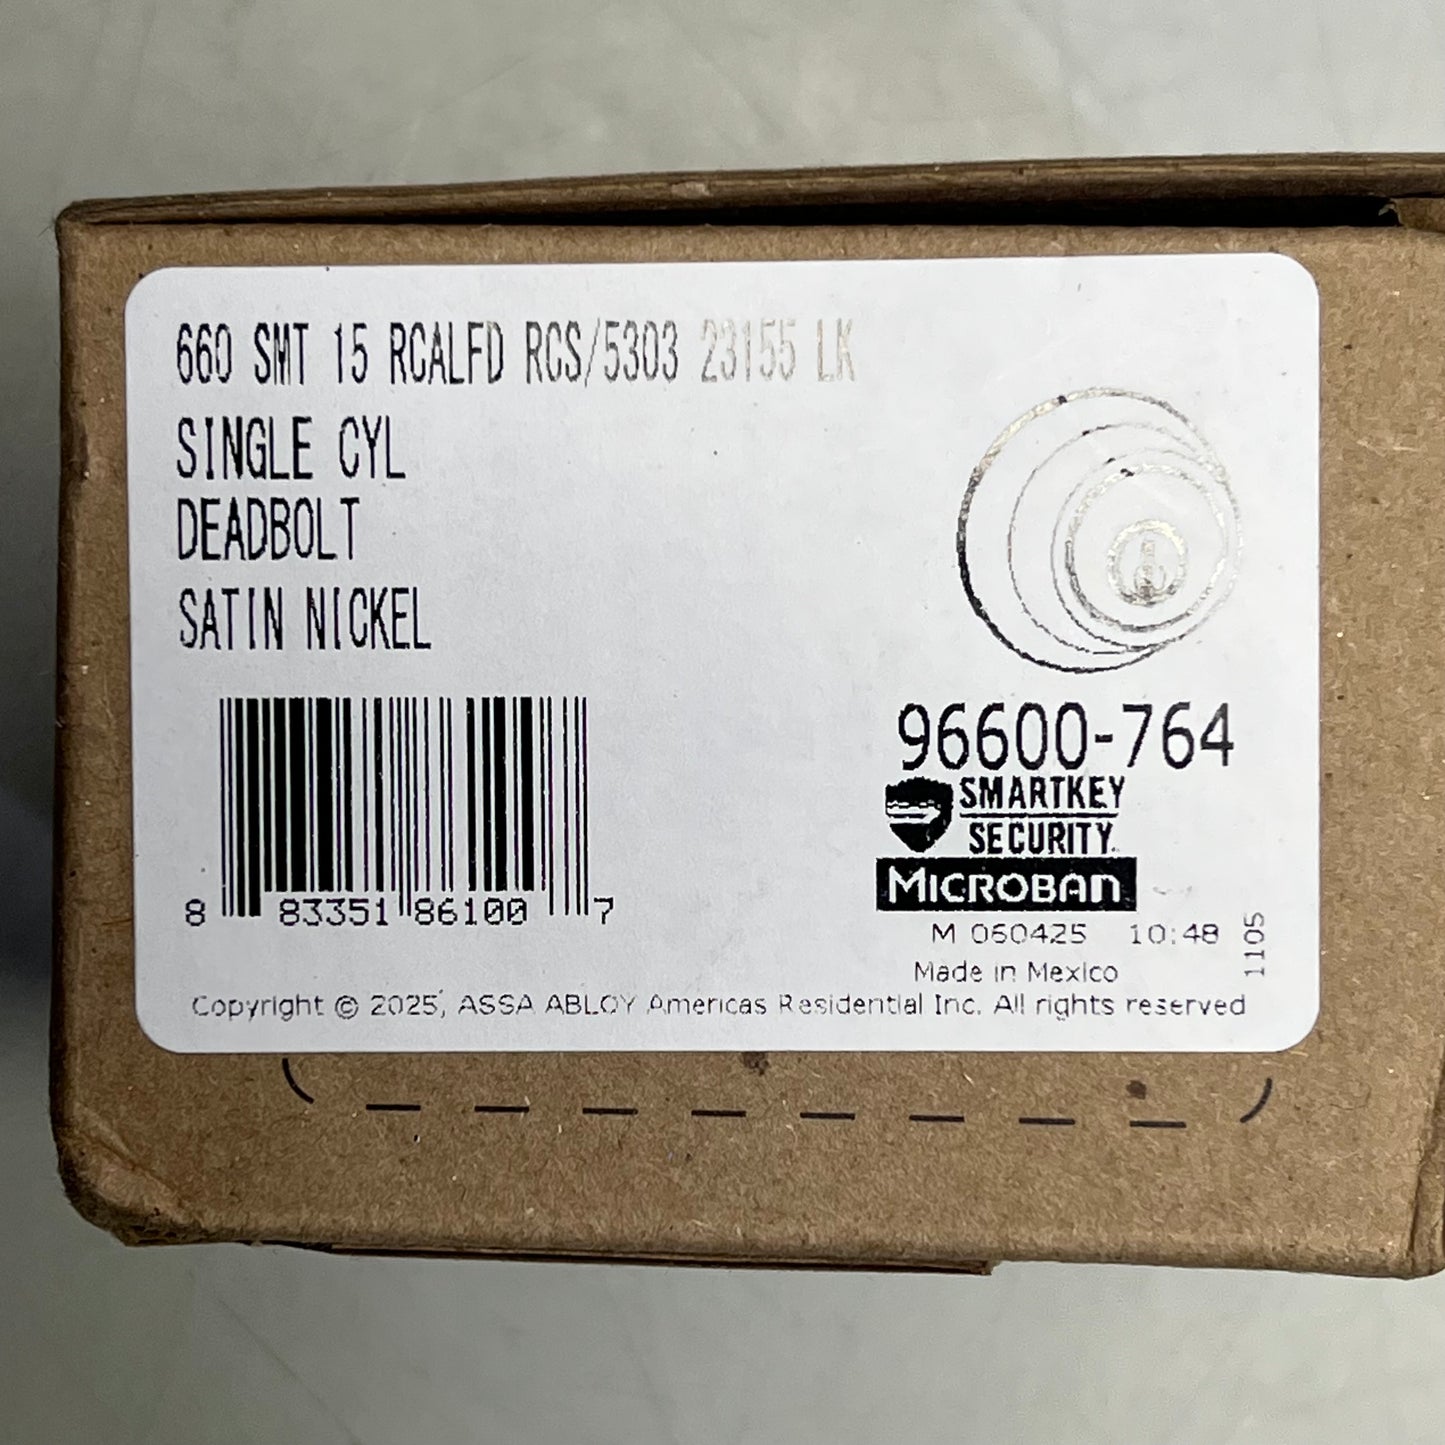 660 SMT 15 RCALFD RCS/5303 23155 LK
SINGLE CYL
DEADBOLT
SATIN NICKEL
8 83351 86100 7
96600-764
SMARTKEY
SECURITY
MICROBAN
M 060425 10:48
1105
Made in Mexico
Copyright © 2025, ASSA ABLOY Americas Residential Inc. All rights reserved